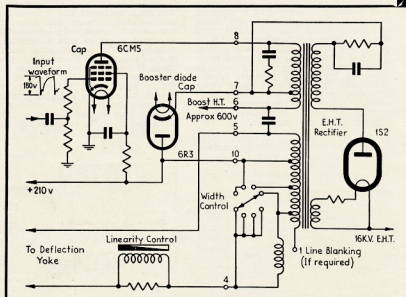 Cap
6CM5
8
Input
waveform
180v
Booster diode
Cap
7
Boost H.T.
6
Approx 600v
5
E.H.T.
Rectifier
1S2
6R3
10
+210 v
Width
Control
To Deflection
Yoke
Linearity Control
4
1 Line Blanking
(If required)
16K.V. E.H.T.